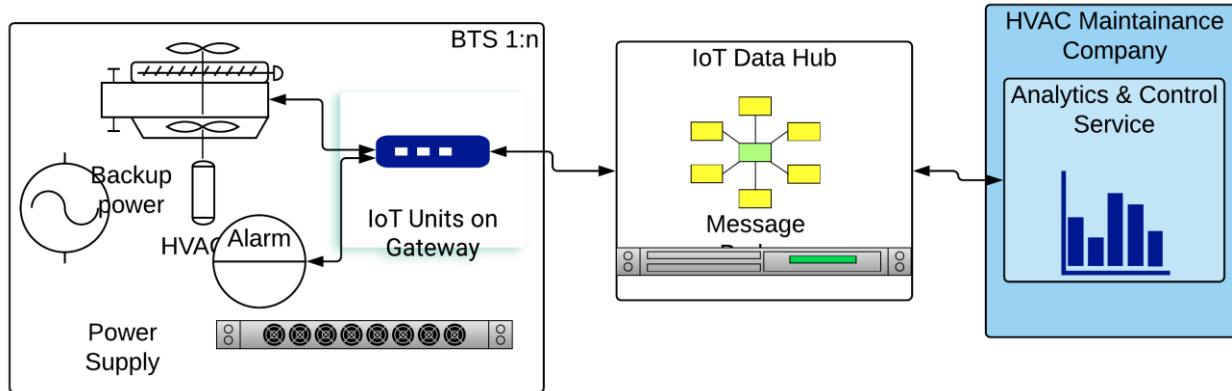 BTS 1:n
Backup
power
HVAC
Alarm
IoT Units on
Gateway
Power
Supply
IoT Data Hub
Message
HVAC Maintainance
Company
Analytics & Control
Service